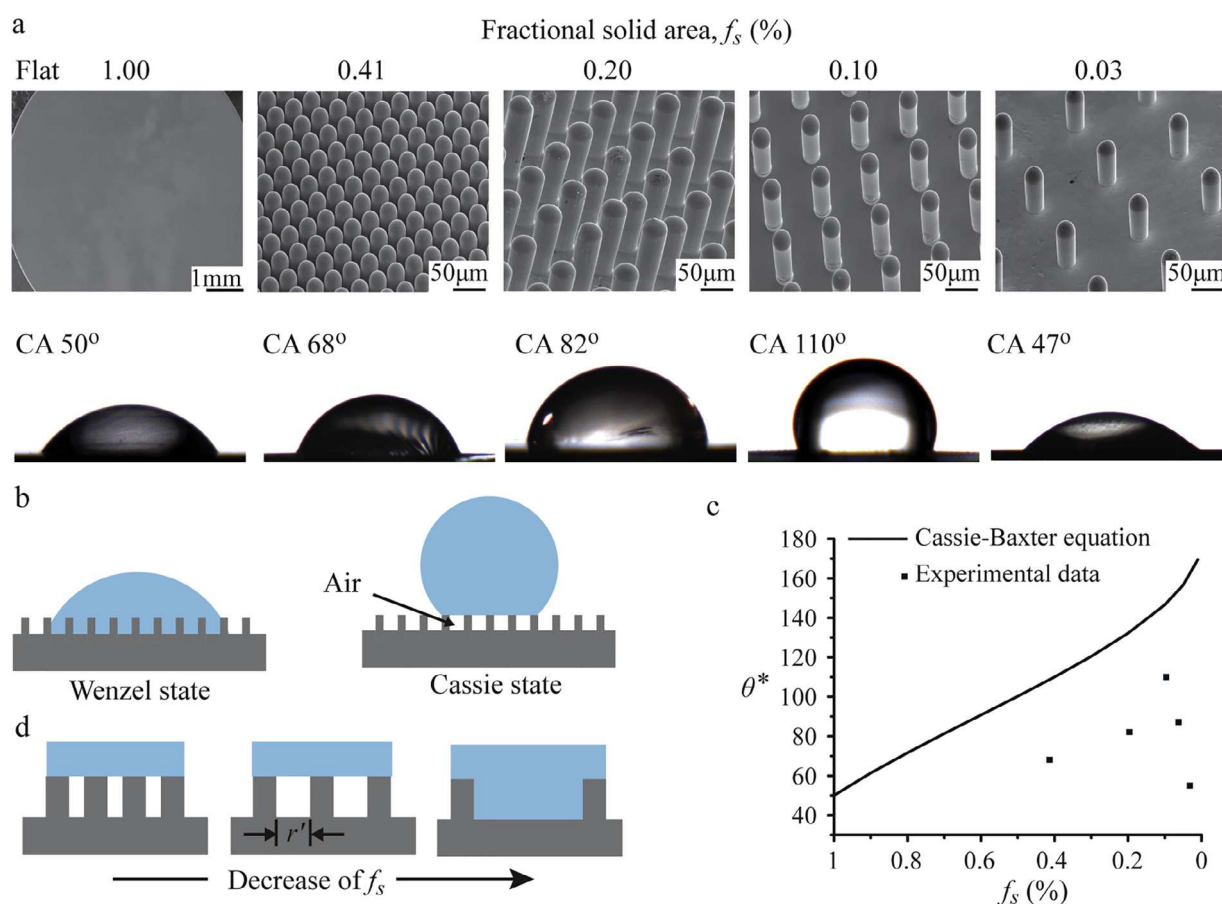 a
Fractional solid area, f_s (%)
Flat 1.00 0.41 0.20 0.10 0.03
1mm 50μm 50μm 50μm 50μm
CA 50° CA 68° CA 82° CA 110° CA 47°
b
Air
Wenzel state Cassie state
c
Cassie-Baxter equation
Experimental data
180
160
140
120
100
80
60
40
θ*
1 0.8 0.6 0.4 0.2 0
f_s (%)
d
r'
Decrease of f_s